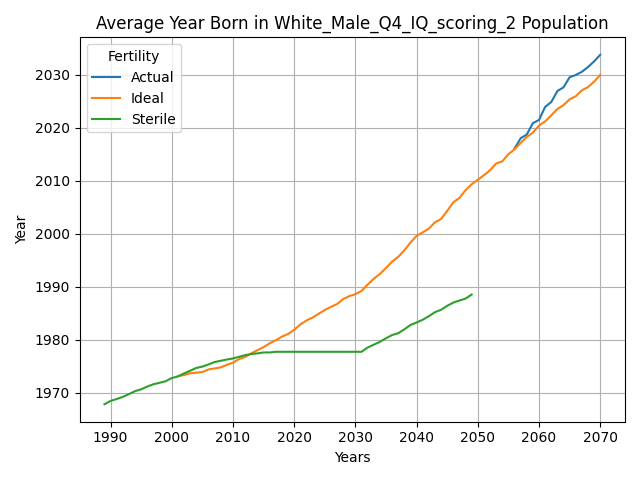 Average Year Born in White_Male_Q4_IQ_scoring_2 Population
Fertility
Actual
Ideal
Sterile
Year
2030
2020
2010
2000
1990
1980
1970
1990 2000 2010 2020 2030 2040 2050 2060 2070
Years